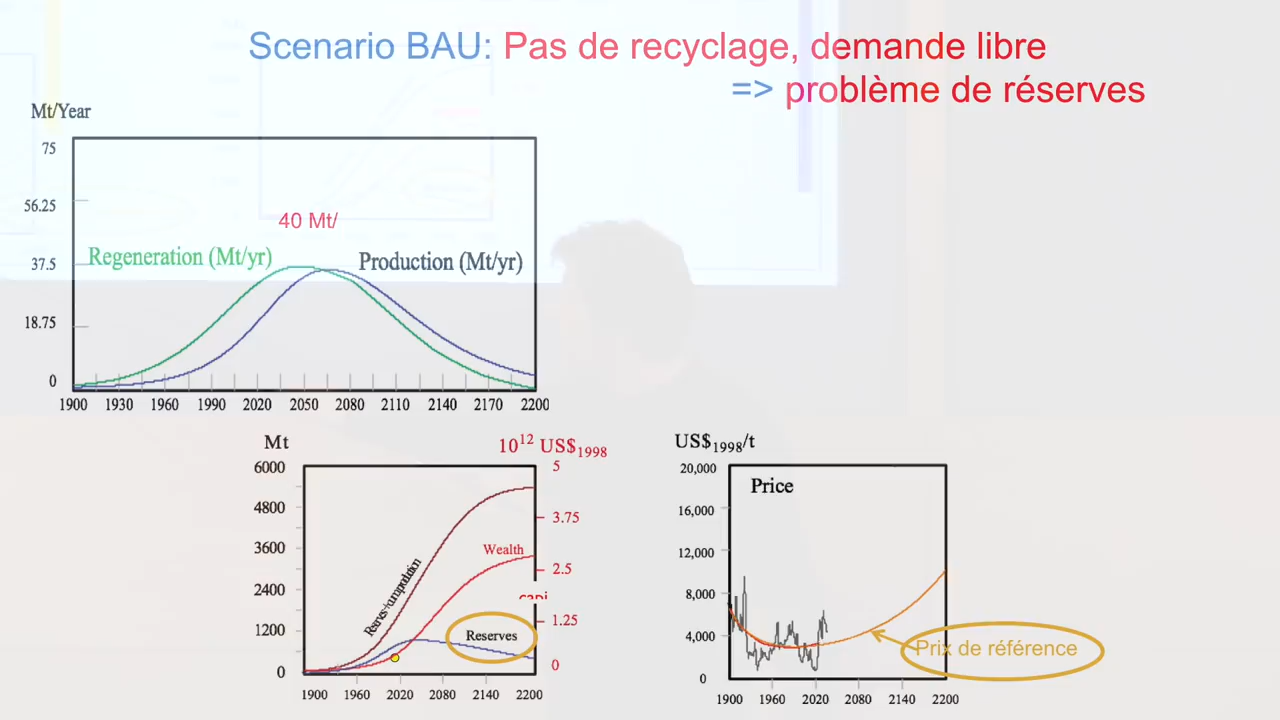 Scenario BAU: Pas de recyclage, demande libre
=> problème de réserves
Mt/Year
75
56.25
37.5
18.75
0
40 Mt/
Regeneration (Mt/yr)
Production (Mt/yr)
1900 1930 1960 1990 2020 2050 2080 2110 2140 2170 2200
Mt
10¹² US$1998
6000
4800
3600
2400
1200
0
5
3.75
2.5
1.25
0
Wealth
Reserves
1900 1960 2020 2080 2140 2200
US$1998/t
20,000
16,000
12,000
8,000
4,000
0
Price
Prix de référence
1900 1960 2020 2080 2140 2200